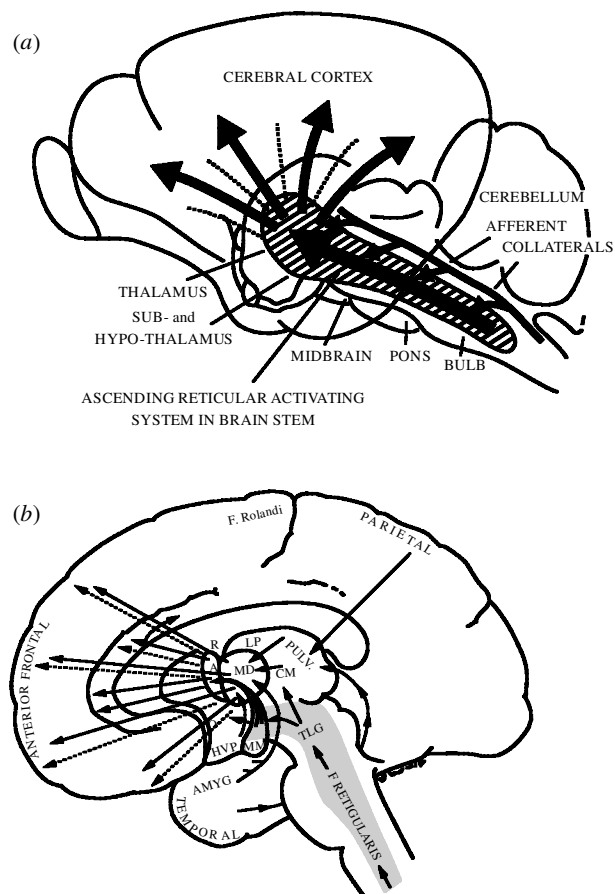 (a)
CEREBRAL CORTEX
CEREBELLUM
AFFERENT
COLLATERALS
THALAMUS
SUB- and
HYPO-THALAMUS
MIDBRAIN
PONS
BULB
ASCENDING RETICULAR ACTIVATING
SYSTEM IN BRAIN STEM
(b)
F. Rolandi
PARIETAL
ANTERIOR FRONTAL
R
LP
PULV.
A
MD
CM
TLG
HVP
MM
AMYG
TEMPORAL
F RETIGULARIS